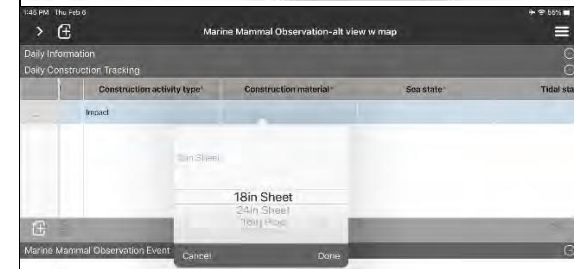 1:45 PM Thu Feb 6 55%
Marine Mammal Observation-alt view w map
Daily Information
Daily Construction Tracking
Construction activity type* Construction material* Sea state* Tidal sta
Impact
18in Sheet
24in Sheet
Marine Mammal Observation Event
Cancel Done